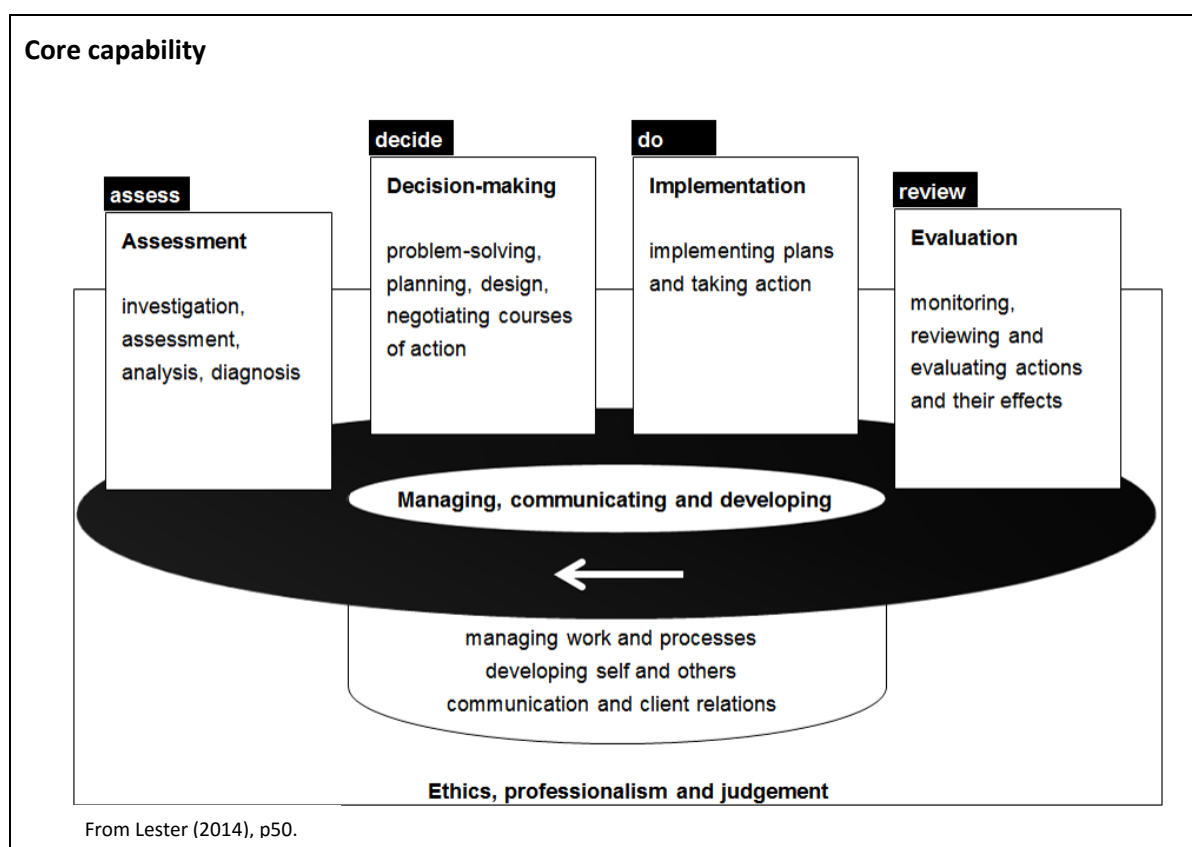 Core capability
assess
Assessment
investigation,
assessment,
analysis, diagnosis
decide
Decision-making
problem-solving,
planning, design,
negotiating courses
of action
do
Implementation
implementing plans
and taking action
review
Evaluation
monitoring,
reviewing and
evaluating actions
and their effects
Managing, communicating and developing
managing work and processes
developing self and others
communication and client relations
Ethics, professionalism and judgement
From Lester (2014), p50.